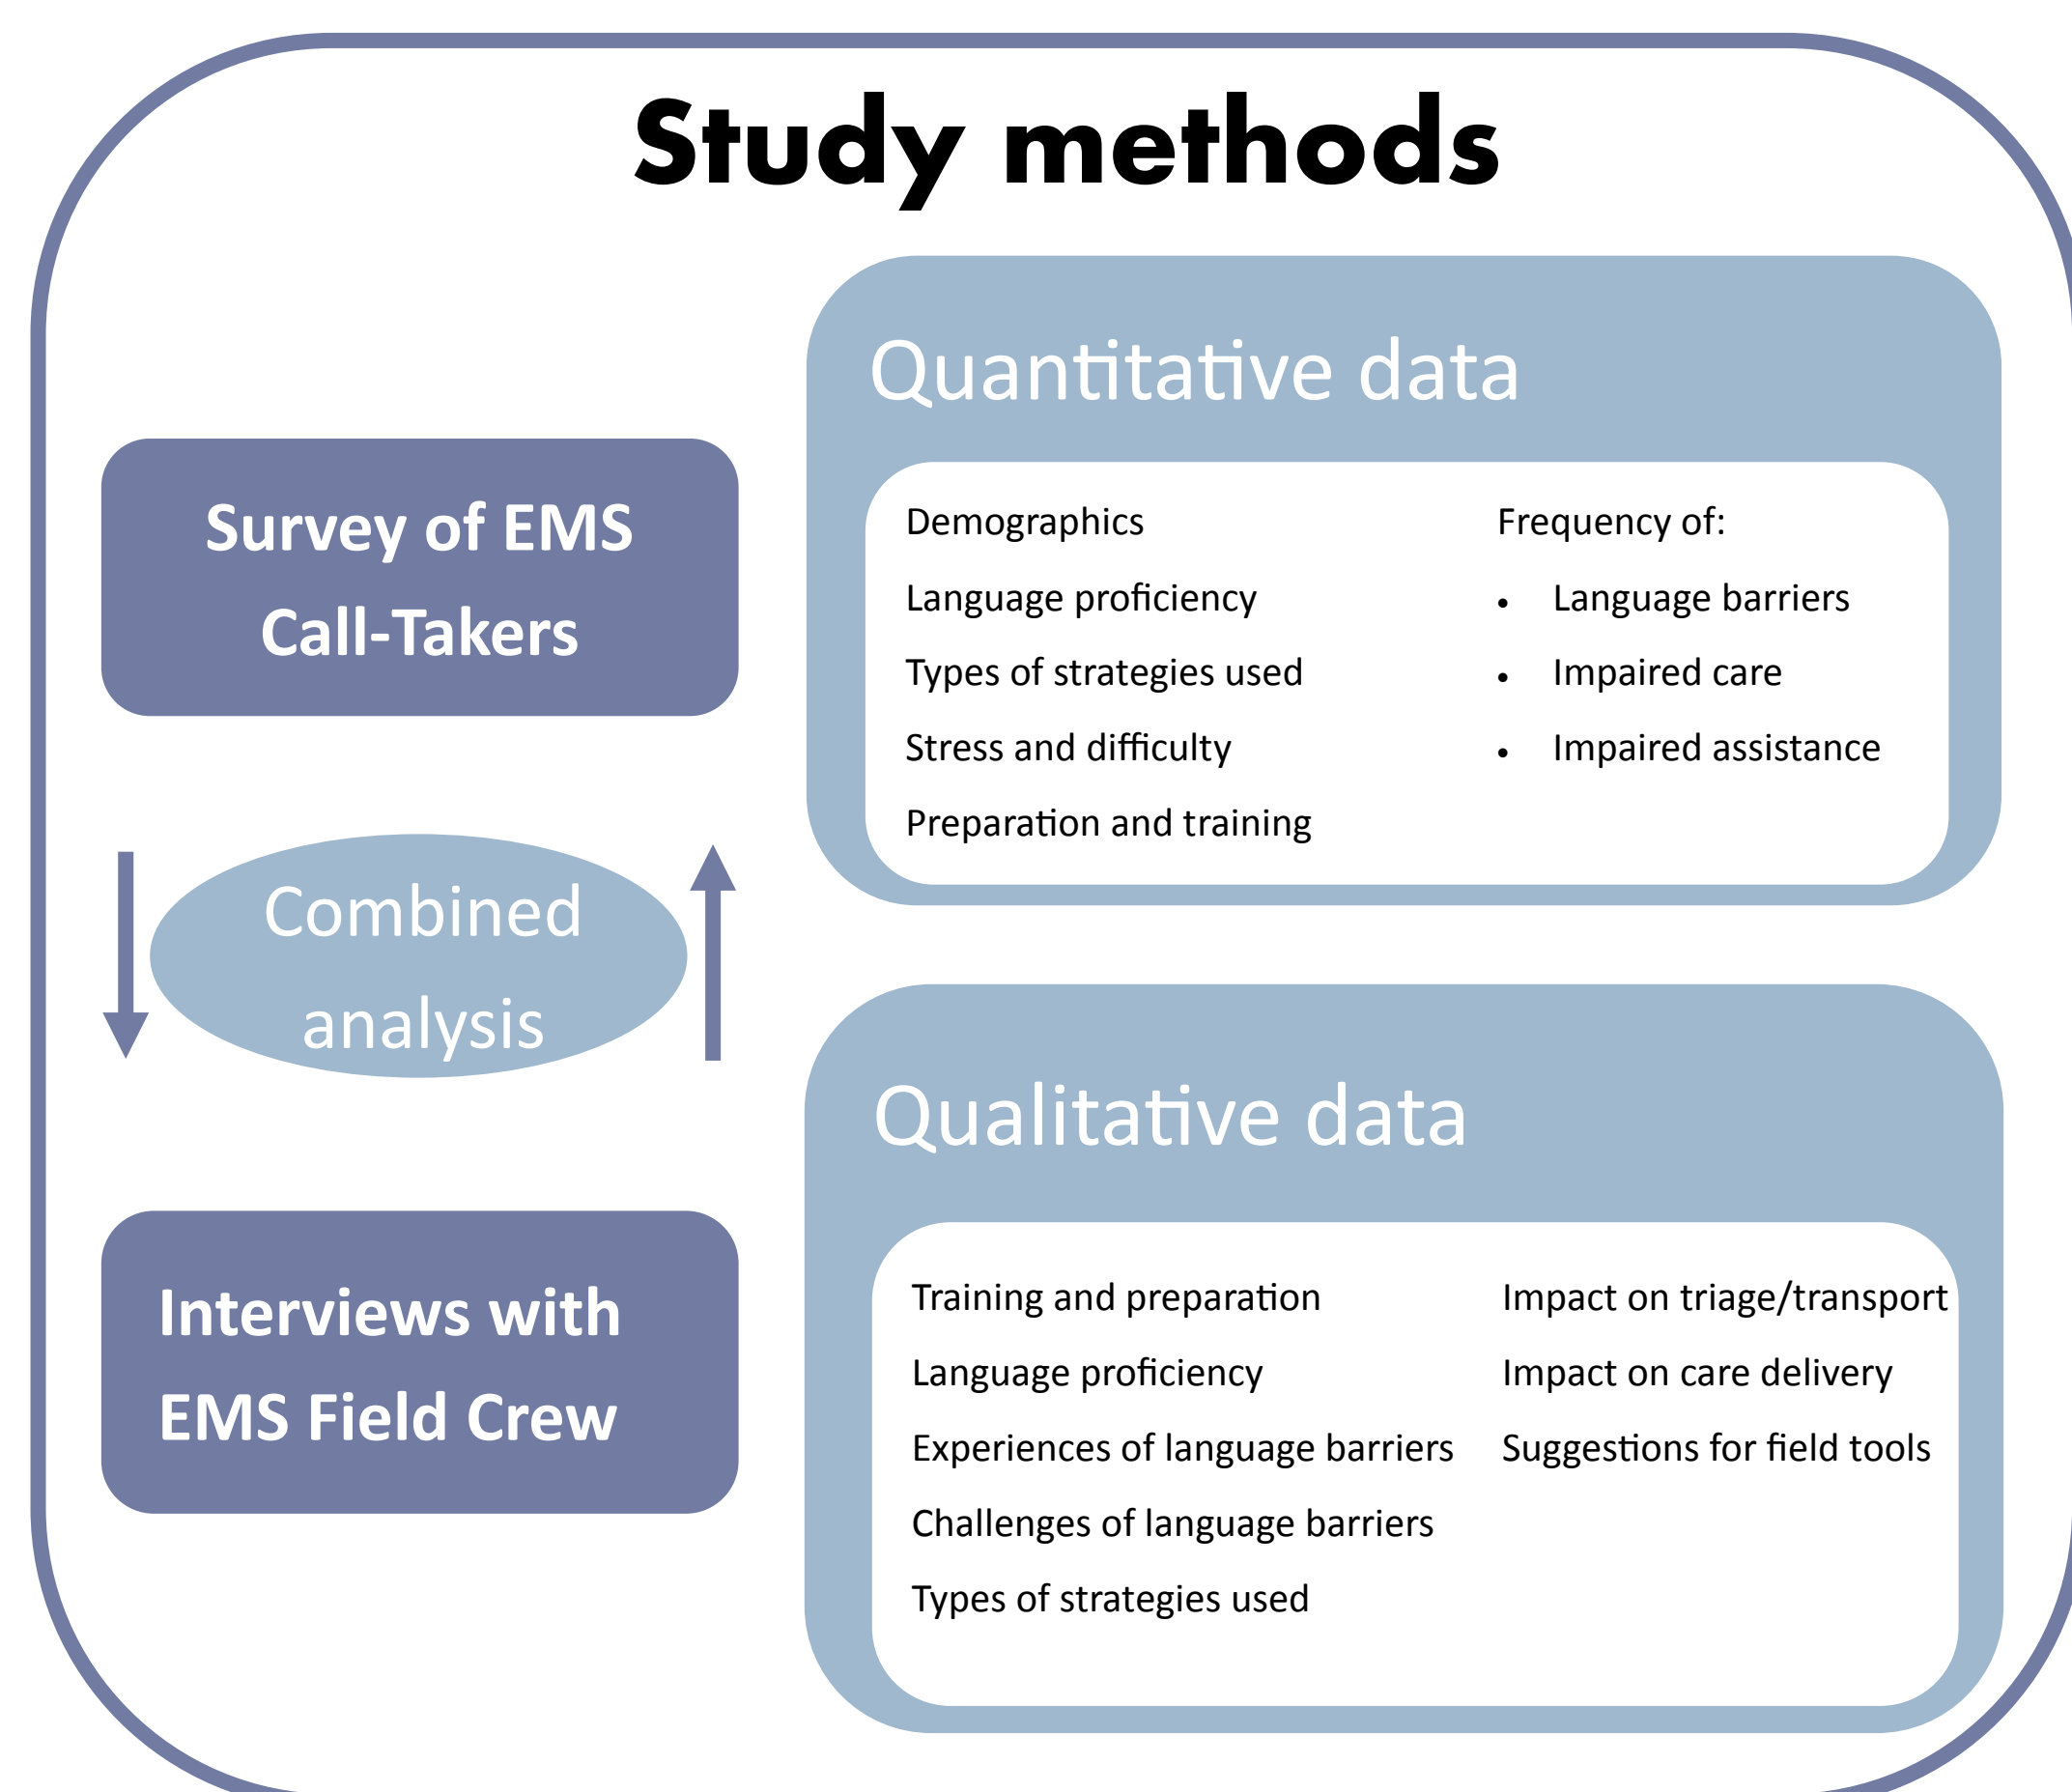 Study methods
Survey of EMS
Call-Takers
Combined
analysis
Interviews with
EMS Field Crew
Quantitative data
Demographics
Language proficiency
Types of strategies used
Stress and difficulty
Preparation and training
Frequency of:
• Language barriers
• Impaired care
• Impaired assistance
Qualitative data
Training and preparation
Language proficiency
Experiences of language barriers
Challenges of language barriers
Types of strategies used
Impact on triage/transport
Impact on care delivery
Suggestions for field tools